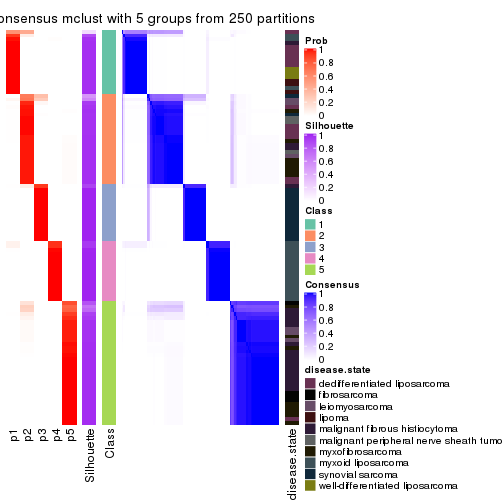 onsensus mclust with 5 groups from 250 partitions
Prob
1
0.8
0.6
0.4
0.2
0
Silhouette
1
0.8
0.6
0.4
0.2
0
Class
1
2
3
4
5
Consensus
1
0.8
0.6
0.4
0.2
0
disease.state
dedifferentiated liposarcoma
fibrosarcoma
leiomyosarcoma
lipoma
malignant fibrous histiocytoma
malignant peripheral nerve sheath tumo
myxofibrosarcoma
myxoid liposarcoma
synovial sarcoma
well-differentiated liposarcoma
p1
p2
p3
p4
p5
Silhouette
Class
disease.state